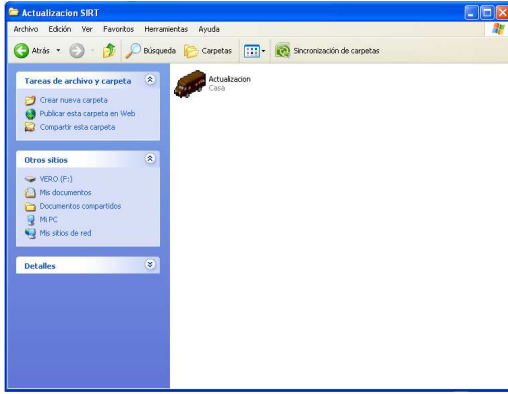 Actualizacion SIRT
Archivo Edición Ver Favoritos Herramientas Ayuda
Atrás Búsqueda Carpetas Sincronización de carpetas
Tareas de archivo y carpeta
Crear nueva carpeta
Publicar esta carpeta en Web
Compartir esta carpeta
Otros sitios
VERO (F:)
Mis documentos
Documentos compartidos
Mi PC
Mis sitios de red
Detalles
Actualizacion
Casa